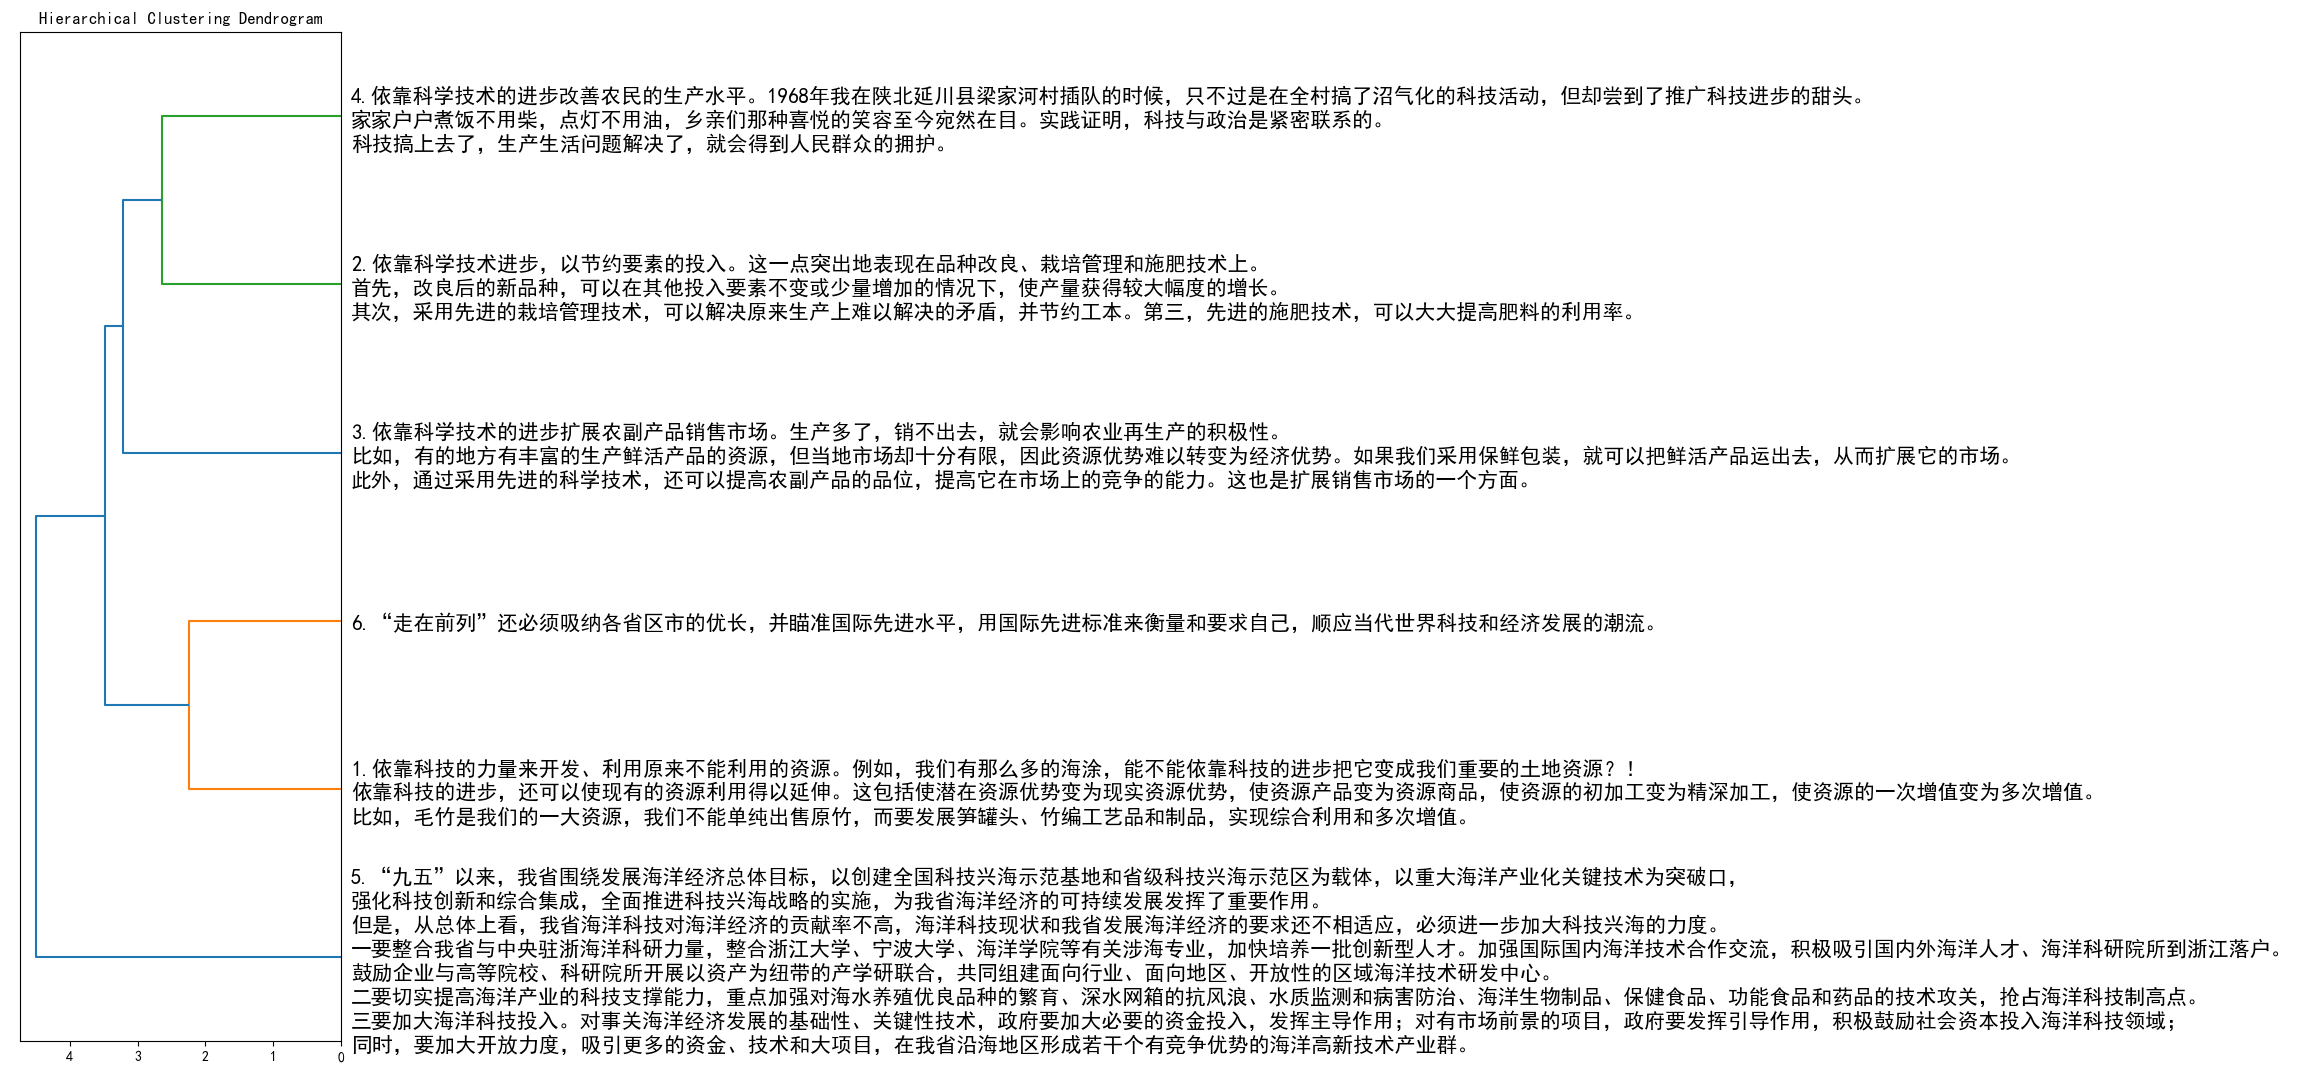 Hierarchical Clustering Dendrogram
4.依靠科学技术的进步改善农民的生产水平。1968年我在陕北延川县梁家河村插队的时候，只不过是在全村搞了沼气化的科技活动，但却尝到了推广科技进步的甜头。
家家户户煮饭不用柴，点灯不用油，乡亲们那种喜悦的笑容至今宛然在目。实践证明，科技与政治是紧密联系的。
科技搞上去了，生产生活问题解决了，就会得到人民群众的拥护。
2.依靠科学技术进步，以节约要素的投入。这一点突出地表现在品种改良、栽培管理和施肥技术上。
首先，改良后的新品种，可以在其他投入要素不变或少量增加的情况下，使产量获得较大幅度的增长。
其次，采用先进的栽培管理技术，可以解决原来生产上难以解决的矛盾，并节约工本。第三，先进的施肥技术，可以大大提高肥料的利用率。
3.依靠科学技术的进步扩展农副产品销售市场。生产多了，销不出去，就会影响农业再生产的积极性。
比如，有的地方有丰富的生产鲜活产品的资源，但当地市场却十分有限，因此资源优势难以转变为经济优势。如果我们采用保鲜包装，就可以把鲜活产品运出去，从而扩展它的市场。
此外，通过采用先进的科学技术，还可以提高农副产品的品位，提高它在市场上的竞争的能力。这也是扩展销售市场的一个方面。
6.“走在前列”还必须吸纳各省区市的优长，并瞄准国际先进水平，用国际先进标准来衡量和要求自己，顺应当代世界科技和经济发展的潮流。
1.依靠科技的力量来开发、利用原来不能利用的资源。例如，我们有那么多的海涂，能不能依靠科技的进步把它变成我们重要的土地资源？！
依靠科技的进步，还可以使现有的资源利用得以延伸。这包括使潜在资源优势变为现实资源优势，使资源产品变为资源商品，使资源的初加工变为精深加工，使资源的一次增值变为多次增值。
比如，毛竹是我们的一大资源，我们不能单纯出售原竹，而要发展笋罐头、竹编工艺品和制品，实现综合利用和多次增值。
5.“九五”以来，我省围绕发展海洋经济总体目标，以创建全国科技兴海示范基地和省级科技兴海示范区为载体，以重大海洋产业化关键技术为突破口，
强化科技创新和综合集成，全面推进科技兴海战略的实施，为我省海洋经济的可持续发展发挥了重要作用。
但是，从总体上看，我省海洋科技对海洋经济的贡献率不高，海洋科技现状和我省发展海洋经济的要求还不相适应，必须进一步加大科技兴海的力度。
一要整合我省与中央驻浙海洋科研力量，整合浙江大学、宁波大学、海洋学院等有关涉海专业，加快培养一批创新型人才。加强国际国内海洋技术合作交流，积极吸引国内外海洋人才、海洋科研院所到浙江落户。
鼓励企业与高等院校、科研院所开展以资产为纽带的产学研联合，共同组建面向行业、面向地区、开放性的区域海洋技术研发中心。
二要切实提高海洋产业的科技支撑能力，重点加强对海水养殖优良品种的繁育、深水网箱的抗风浪、水质监测和病害防治、海洋生物制品、保健食品、功能食品和药品的技术攻关，抢占海洋科技制高点。
三要加大海洋科技投入。对事关海洋经济发展的基础性、关键性技术，政府要加大必要的资金投入，发挥主导作用；对有市场前景的项目，政府要发挥引导作用，积极鼓励社会资本投入海洋科技领域；
同时，要加大开放力度，吸引更多的资金、技术和大项目，在我省沿海地区形成若干个有竞争优势的海洋高新技术产业群。
4 3 2 1 0